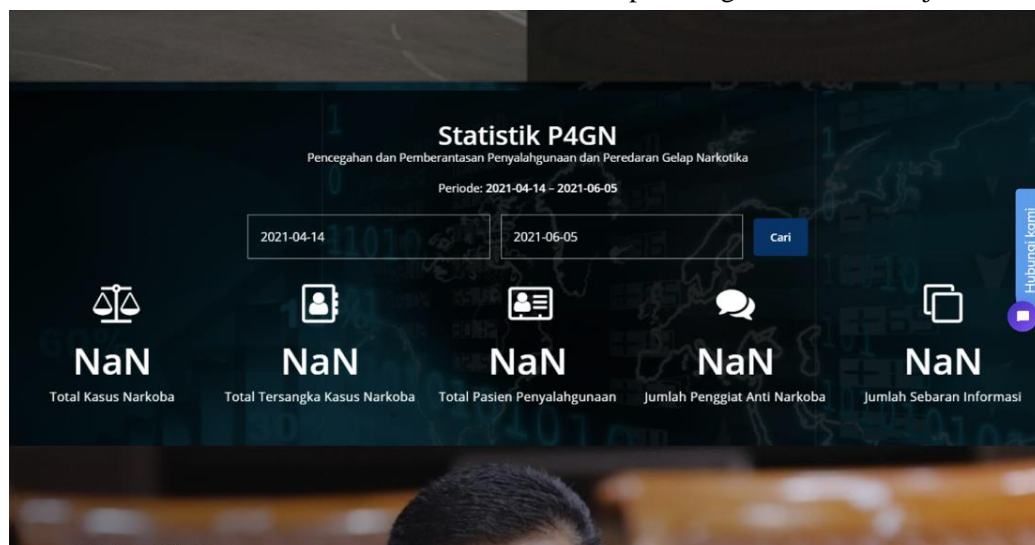 Statistik P4GN
Pencegahan dan Pemberantasan Penyalahgunaan dan Peredaran Gelap Narkotika
Periode: 2021-04-14 – 2021-06-05
2021-04-14 2021-06-05 Cari
Hubungi kami
NaN NaN NaN NaN NaN
Total Kasus Narkoba Total Tersangka Kasus Narkoba Total Pasien Penyalahgunaan Jumlah Penggiat Anti Narkoba Jumlah Sebaran Informasi